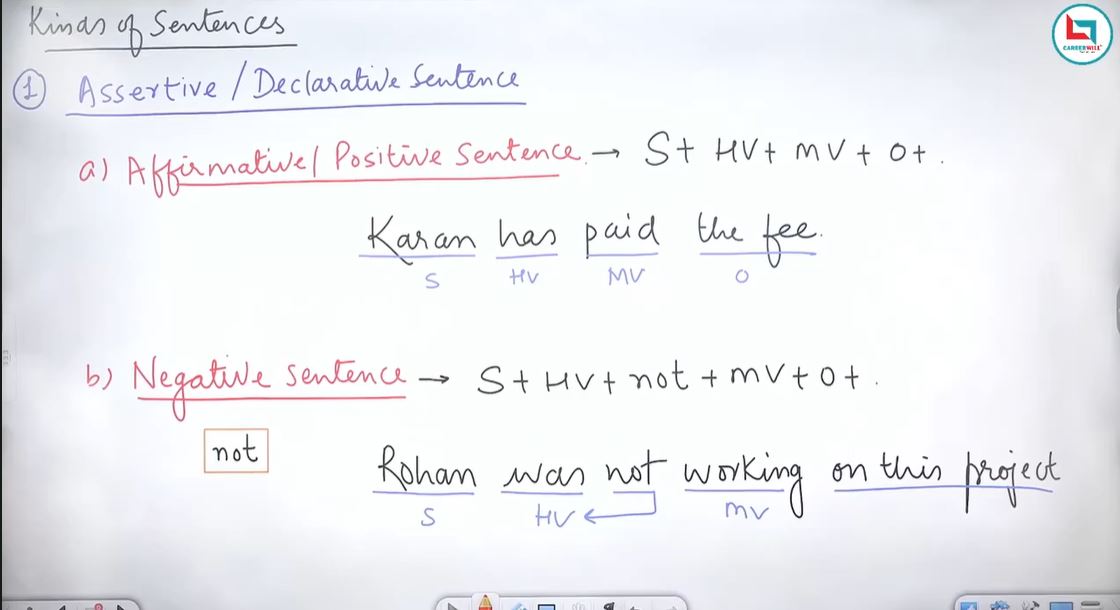 Kinds of Sentences
CAREERWILL
① Assertive / Declarative Sentence
a) Affirmative / Positive Sentence. → S + HV + MV + O + .
Karan has paid the fee.
S HV MV O
b) Negative sentence → S + HV + not + MV + O + .
not
Rohan was not working on this project
S HV MV